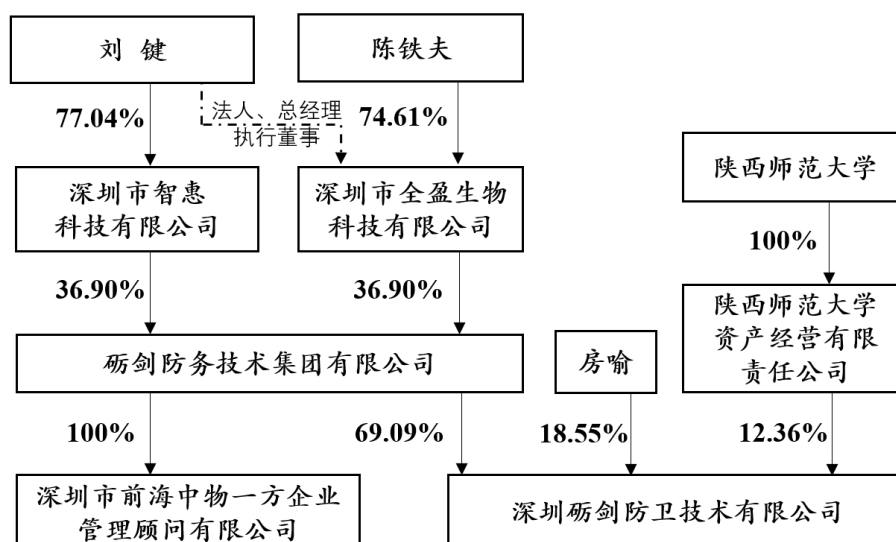 刘 键
陈铁夫
77.04%
法人、总经理
执行董事
74.61%
陕西师范大学
深圳市智惠
科技有限公司
深圳市全盈生物
科技有限公司
100%
36.90%
36.90%
陕西师范大学
资产经营有限
责任公司
砺剑防务技术集团有限公司
房喻
100%
69.09%
18.55%
12.36%
深圳市前海中物一方企业
管理顾问有限公司
深圳砺剑防卫技术有限公司